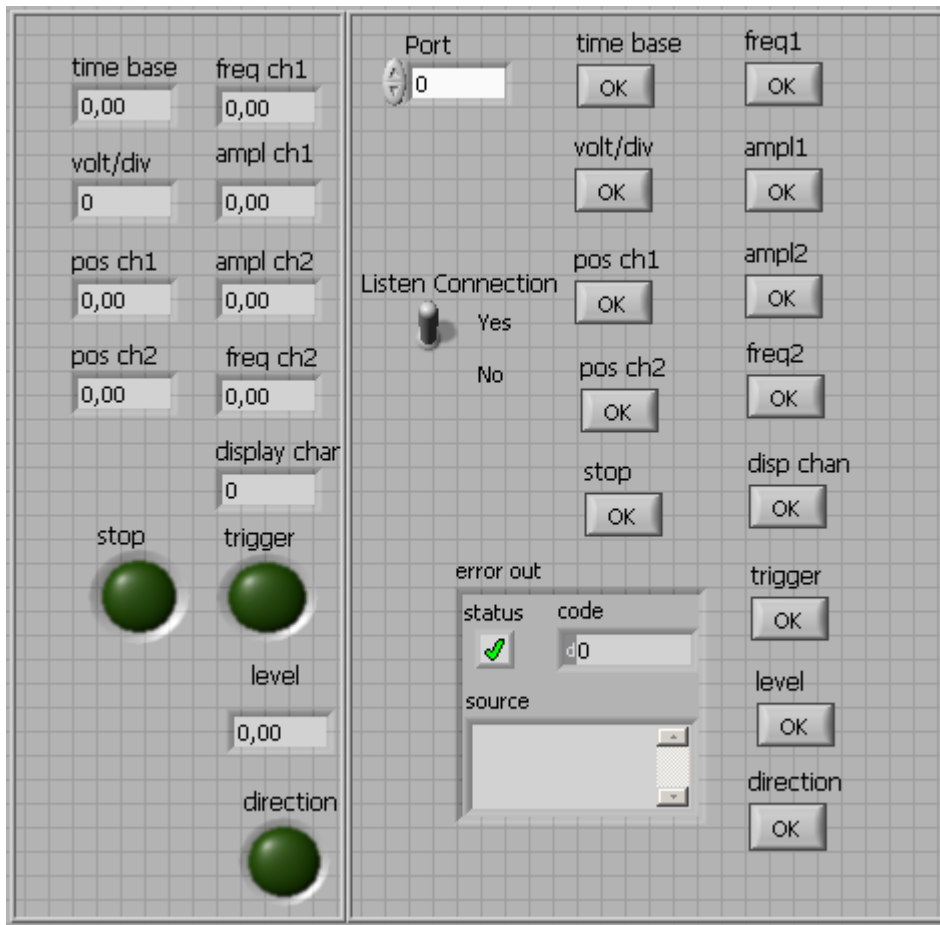 time base
0,00
freq ch1
0,00
volt/div
0
ampl ch1
0,00
pos ch1
0,00
ampl ch2
0,00
pos ch2
0,00
freq ch2
0,00
display char
0
stop
trigger
level
0,00
direction
Port
0
time base
OK
freq1
OK
volt/div
OK
ampl1
OK
Listen Connection
Yes
No
pos ch1
OK
ampl2
OK
pos ch2
OK
freq2
OK
stop
OK
disp chan
OK
error out
status
code
d0
source
trigger
OK
level
OK
direction
OK